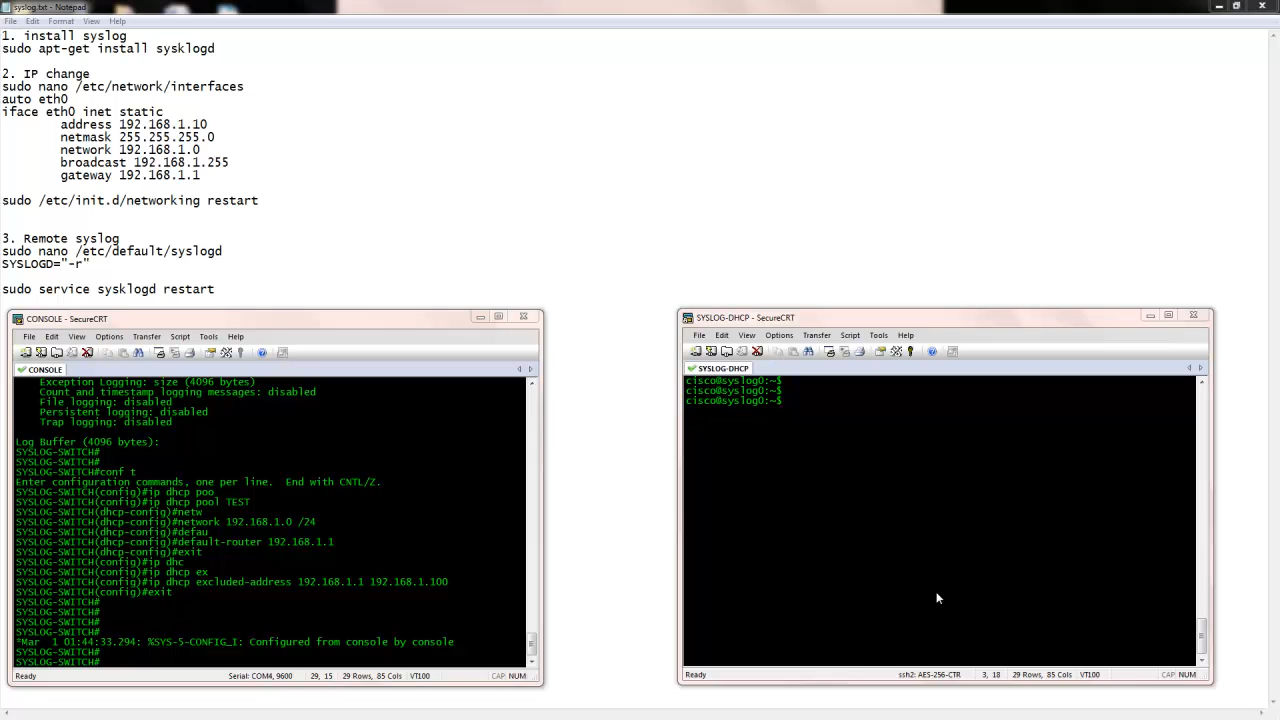 syslog.txt - Notepad
File Edit Format View Help
1. install syslog
sudo apt-get install sysklogd
2. IP change
sudo nano /etc/network/interfaces
auto eth0
iface eth0 inet static
address 192.168.1.10
netmask 255.255.255.0
network 192.168.1.0
broadcast 192.168.1.255
gateway 192.168.1.1
sudo /etc/init.d/networking restart
3. Remote syslog
sudo nano /etc/default/syslogd
SYSLOGD="-r"
sudo service sysklogd restart
CONSOLE - SecureCRT
File Edit View Options Transfer Script Tools Help
CONSOLE
Exception Logging: size (4096 bytes)
Count and timestamp logging messages: disabled
File logging: disabled
Persistent logging: disabled
Trap logging: disabled
Log Buffer (4096 bytes):
SYSLOG-SWITCH#
SYSLOG-SWITCH#
SYSLOG-SWITCH#conf t
Enter configuration commands, one per line. End with CNTL/Z.
SYSLOG-SWITCH(config)#ip dhcp poo
SYSLOG-SWITCH(config)#ip dhcp pool TEST
SYSLOG-SWITCH(dhcp-config)#netw
SYSLOG-SWITCH(dhcp-config)#network 192.168.1.0 /24
SYSLOG-SWITCH(dhcp-config)#defau
SYSLOG-SWITCH(dhcp-config)#default-router 192.168.1.1
SYSLOG-SWITCH(dhcp-config)#exit
SYSLOG-SWITCH(config)#ip dhc
SYSLOG-SWITCH(config)#ip dhcp ex
SYSLOG-SWITCH(config)#ip dhcp excluded-address 192.168.1.1 192.168.1.100
SYSLOG-SWITCH(config)#exit
SYSLOG-SWITCH#
SYSLOG-SWITCH#
SYSLOG-SWITCH#
SYSLOG-SWITCH#
*Mar 1 01:44:33.294: %SYS-5-CONFIG_I: Configured from console by console
SYSLOG-SWITCH#
SYSLOG-SWITCH#
Ready Serial: COM4, 9600 29, 15 29 Rows, 85 Cols VT100 CAP NUM
SYSLOG-DHCP - SecureCRT
File Edit View Options Transfer Script Tools Help
SYSLOG-DHCP
cisco@syslog0:~$
cisco@syslog0:~$
cisco@syslog0:~$
Ready ssh2: AES-256-CTR 3, 18 29 Rows, 85 Cols VT100 CAP NUM